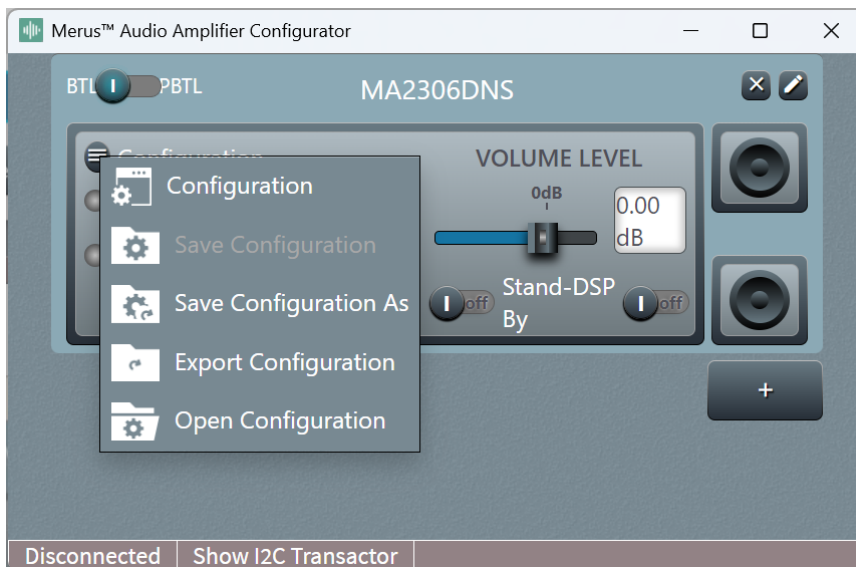 Merus™ Audio Amplifier Configurator
BTL PBTL
MA2306DNS
Configuration
VOLUME LEVEL
0dB
0.00
dB
off
Stand-
By
DSP
off
Configuration
Save Configuration
Save Configuration As
Export Configuration
Open Configuration
+
Disconnected
Show I2C Transactor